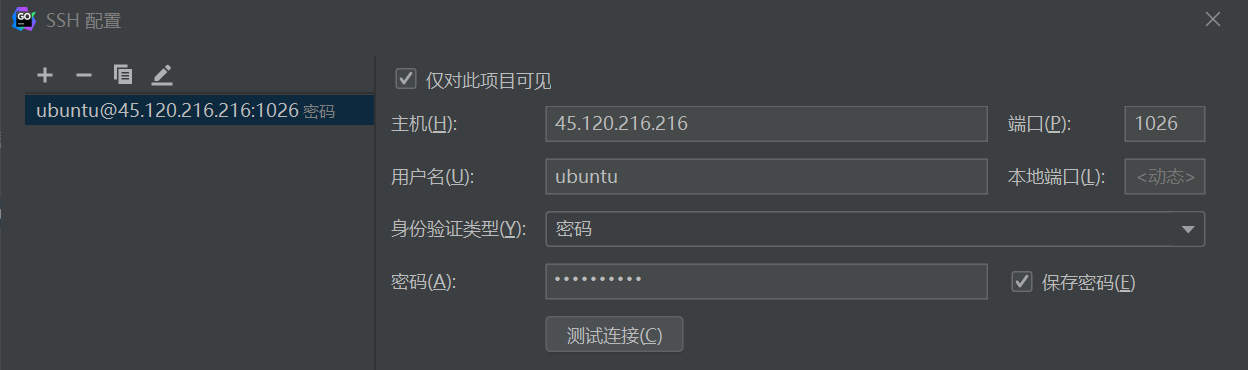 SSH 配置
仅对此项目可见
ubuntu@45.120.216.216:1026 密码
主机(H): 45.120.216.216 端口(P): 1026
用户名(U): ubuntu 本地端口(L): <动态>
身份验证类型(Y): 密码
密码(A): •••••••••• 保存密码(E)
测试连接(C)